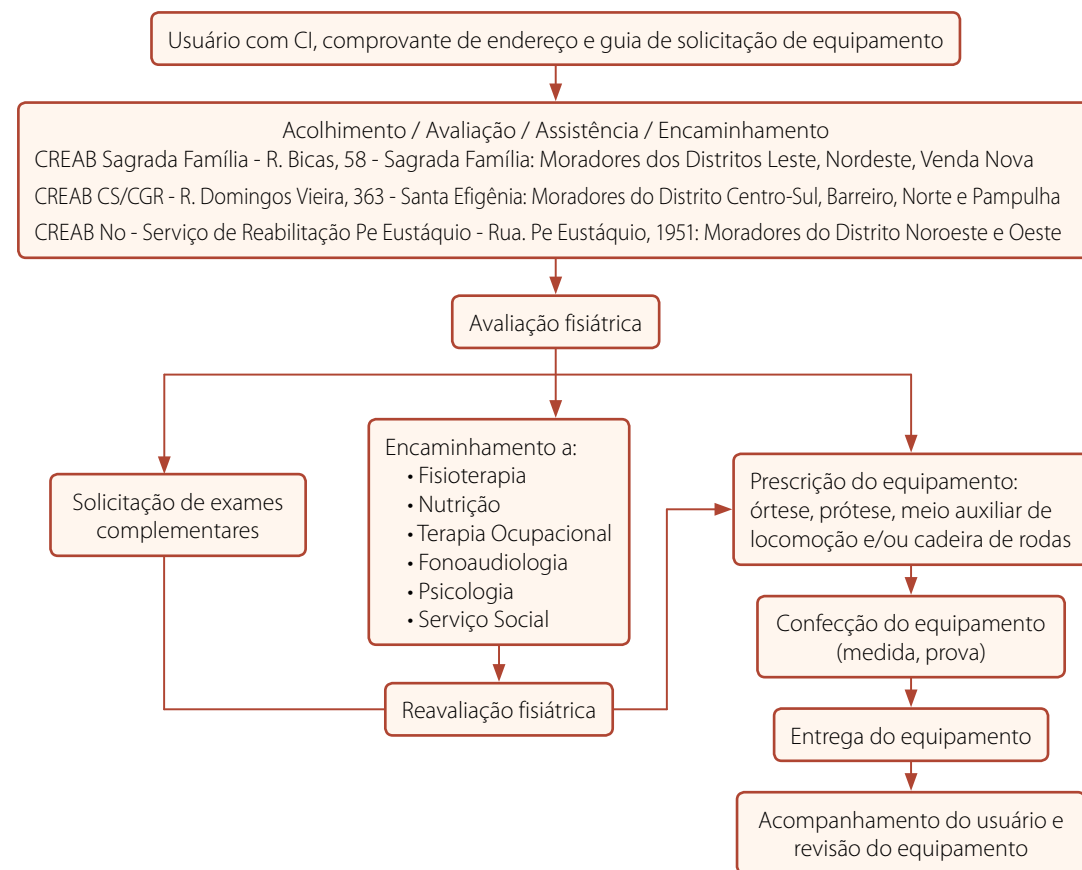 Usuário com CI, comprovante de endereço e guia de solicitação de equipamento
Acolhimento / Avaliação / Assistência / Encaminhamento
CREAB Sagrada Família - R. Bicas, 58 - Sagrada Família: Moradores dos Distritos Leste, Nordeste, Venda Nova
CREAB CS/CGR - R. Domingos Vieira, 363 - Santa Efigênia: Moradores do Distrito Centro-Sul, Barreiro, Norte e Pampulha
CREAB No - Serviço de Reabilitação Pe Eustáquio - Rua. Pe Eustáquio, 1951: Moradores do Distrito Noroeste e Oeste
Avaliação fisiátrica
Solicitação de exames
complementares
Encaminhamento a:
• Fisioterapia
• Nutrição
• Terapia Ocupacional
• Fonoaudiologia
• Psicologia
• Serviço Social
Reavaliação fisiátrica
Prescrição do equipamento:
órtese, prótese, meio auxiliar de
locomoção e/ou cadeira de rodas
Confecção do equipamento
(medida, prova)
Entrega do equipamento
Acompanhamento do usuário e
revisão do equipamento